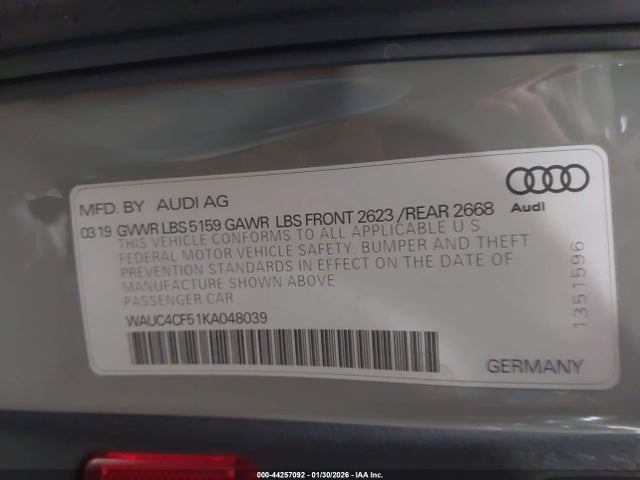 MFD. BY AUDI AG
Audi
03 19 GVWR LBS 5159 GAWR LBS FRONT 2623 /REAR 2668
THIS VEHICLE CONFORMS TO ALL APPLICABLE U S
FEDERAL MOTOR VEHICLE SAFETY, BUMPER AND THEFT
PREVENTION STANDARDS IN EFFECT ON THE DATE OF
MANUFACTURE SHOWN ABOVE
PASSENGER CAR
WAUC4CF51KA048039
1351596
GERMANY
000-44257092 - 01/30/2026 - IAA Inc.